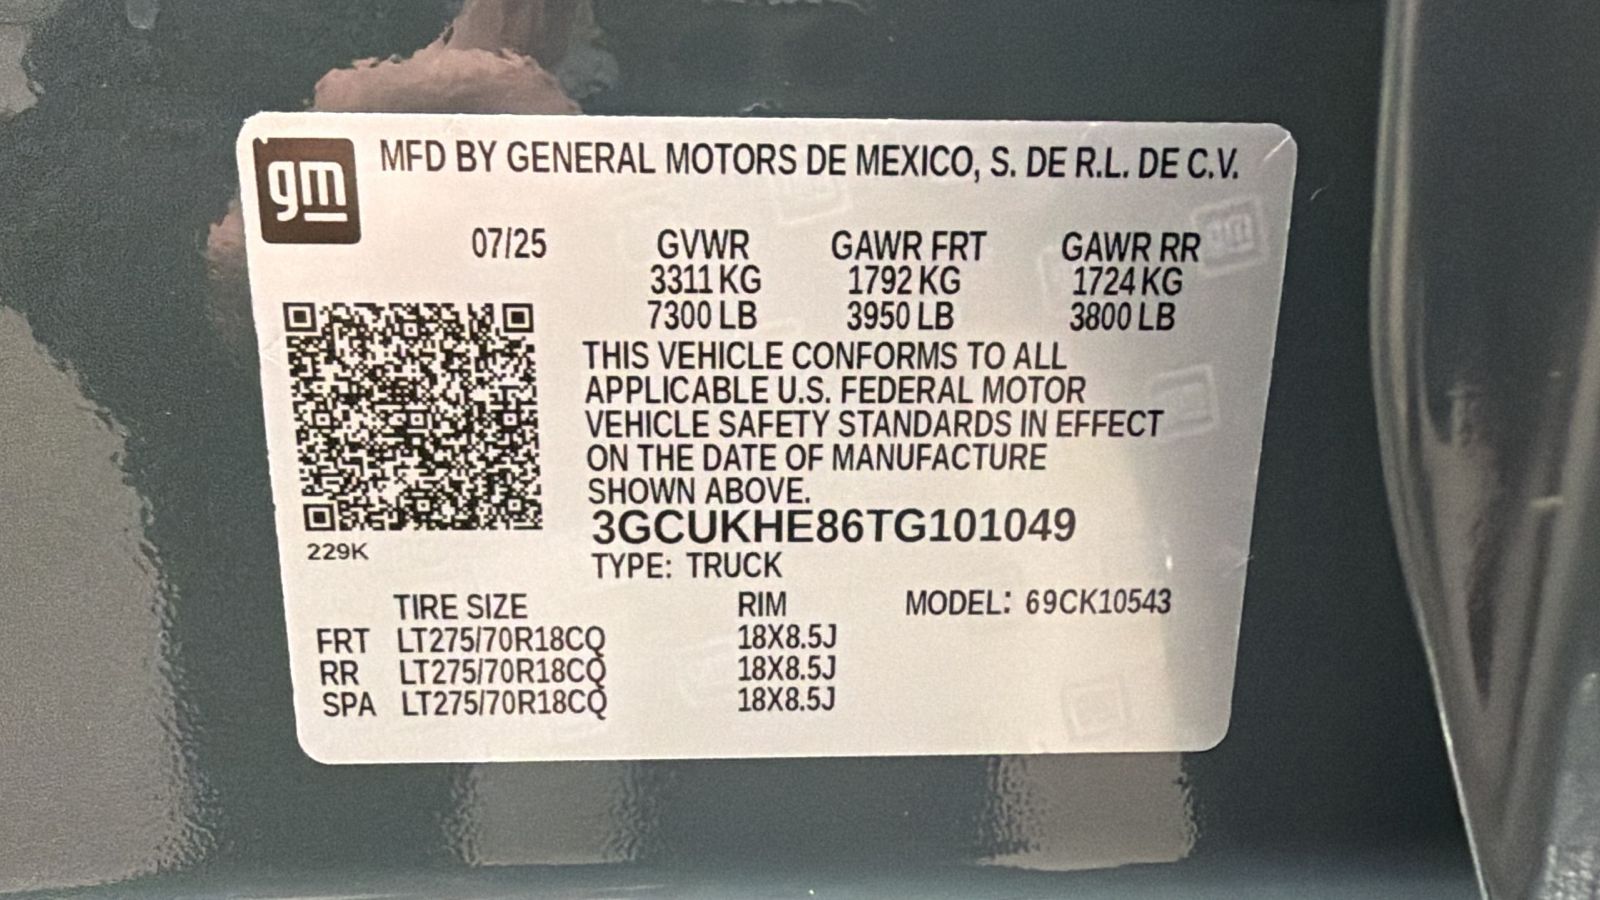 gm
MFD BY GENERAL MOTORS DE MEXICO, S. DE R.L. DE C.V.
07/25 GVWR GAWR FRT GAWR RR
3311 KG 1792 KG 1724 KG
7300 LB 3950 LB 3800 LB
THIS VEHICLE CONFORMS TO ALL
APPLICABLE U.S. FEDERAL MOTOR
VEHICLE SAFETY STANDARDS IN EFFECT
ON THE DATE OF MANUFACTURE
SHOWN ABOVE.
3GCUKHE86TG101049
229K
TYPE: TRUCK
TIRE SIZE RIM MODEL: 69CK10543
FRT LT275/70R18CQ 18X8.5J
RR LT275/70R18CQ 18X8.5J
SPA LT275/70R18CQ 18X8.5J